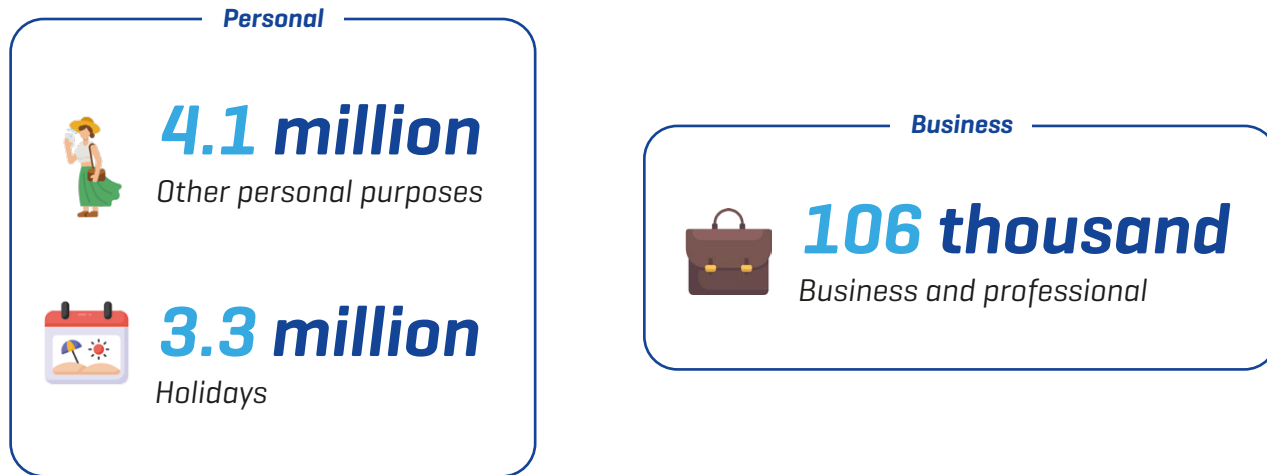 Personal
4.1 million
Other personal purposes
3.3 million
Holidays
Business
106 thousand
Business and professional